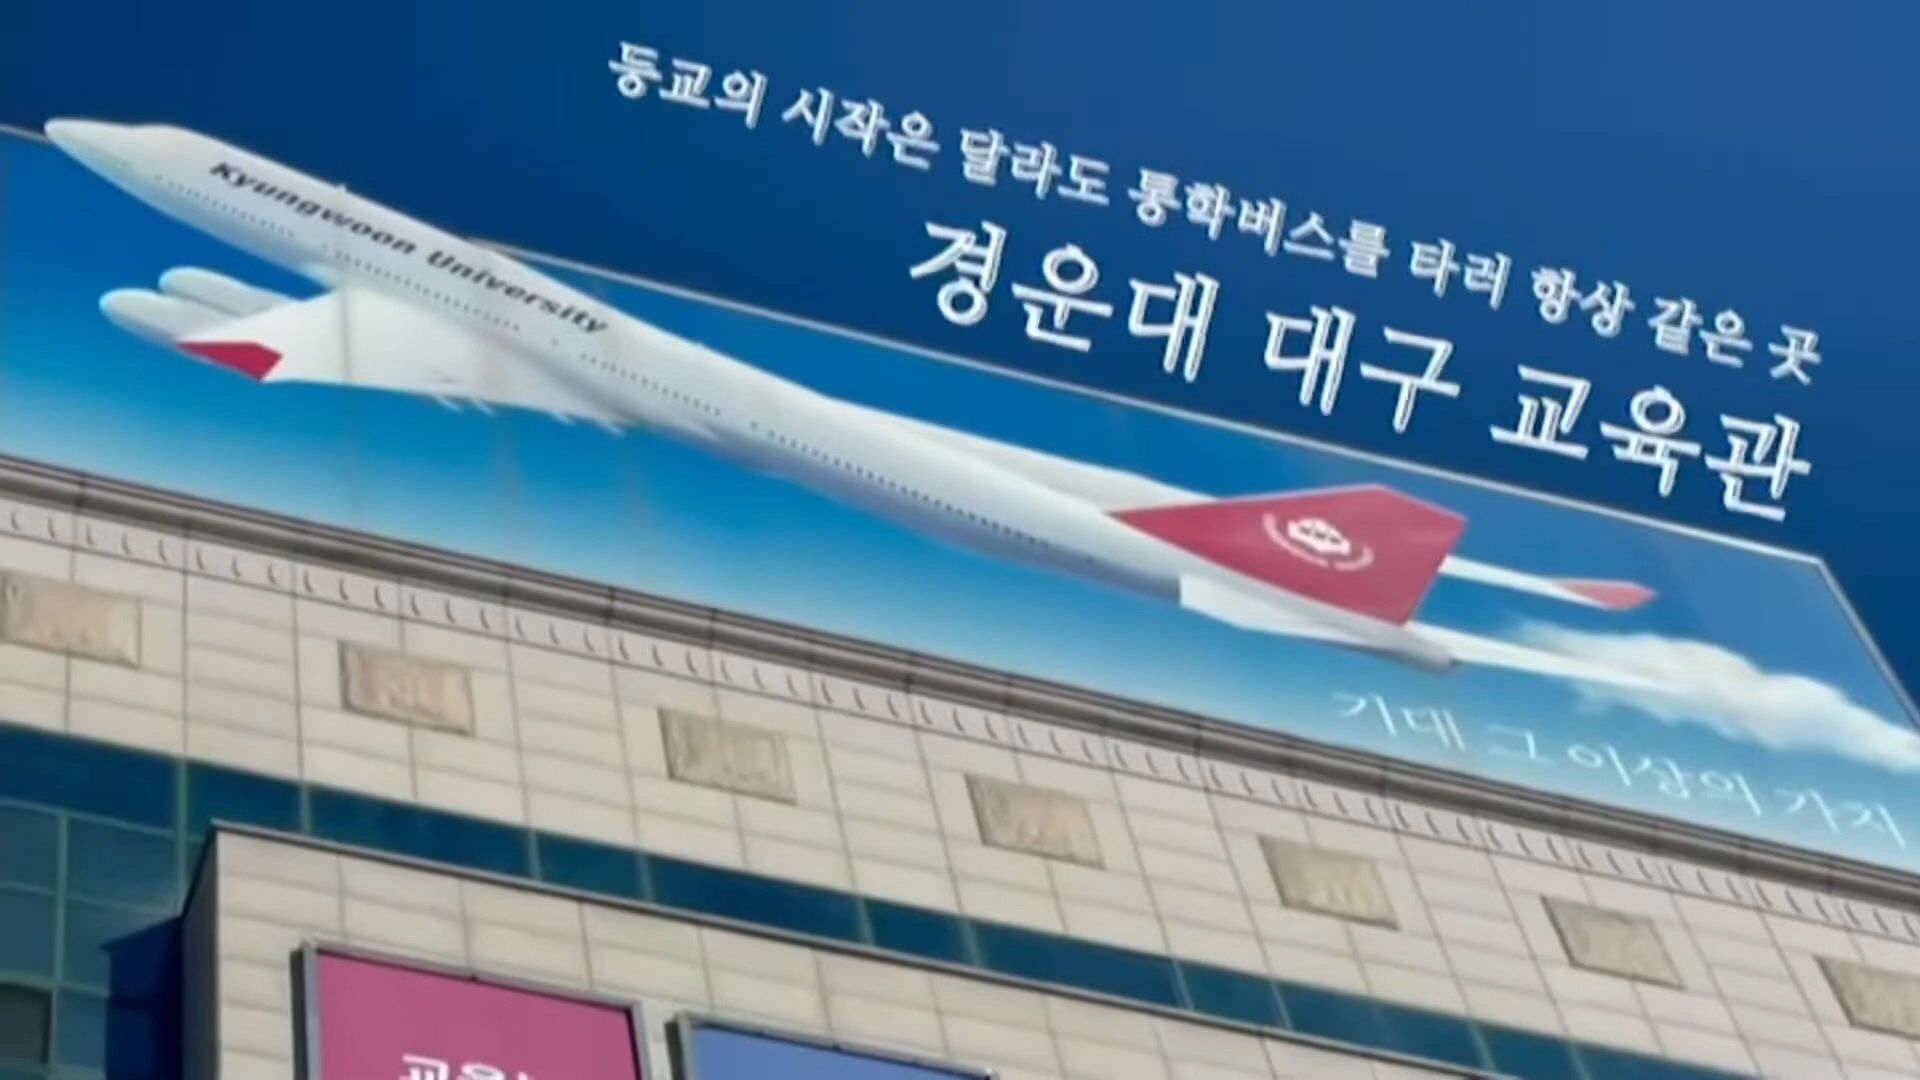 등교의 시작은 달라도 통학버스를 타러 항상 같은 곳
경운대 대구 교육관
Kyungwoon University
기대 그 이상의 가치